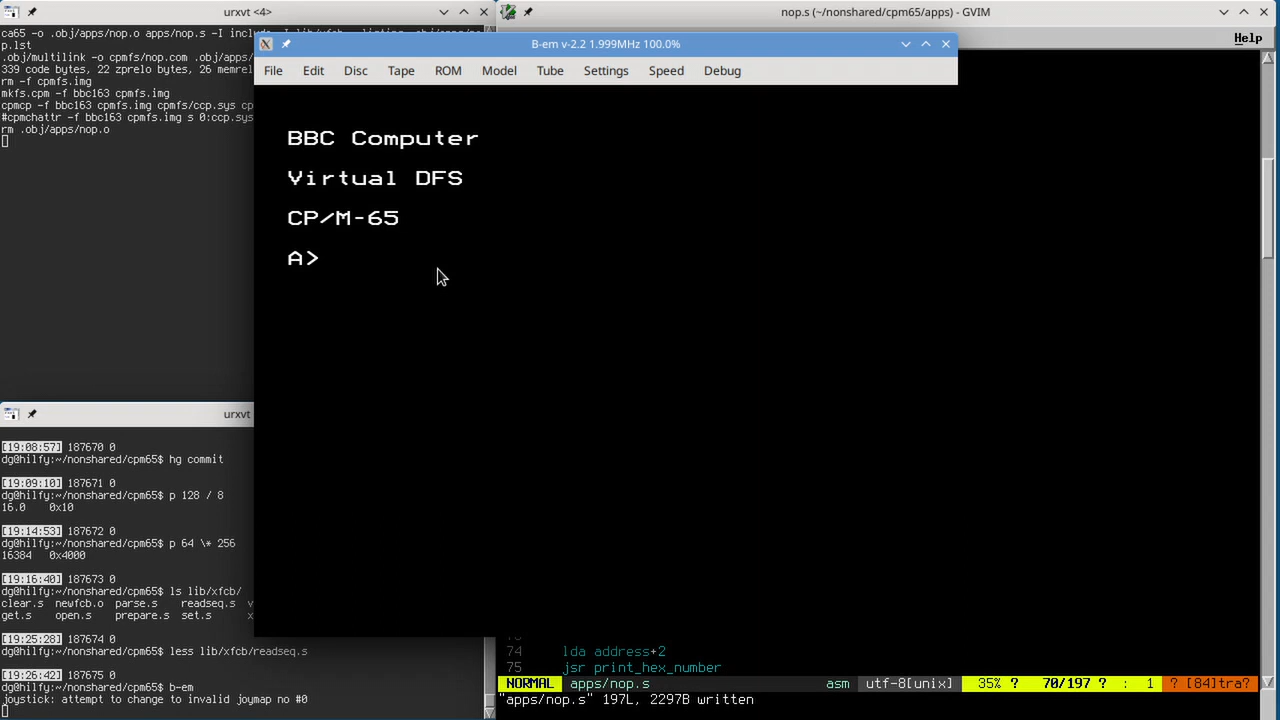 urxvt <4>
ca65 -o .obj/apps/nop.o apps/nop.s -I include
p.lst
.obj/multilink -o cpmfs/nop.com .obj/apps
339 code bytes, 22 zprelo bytes, 26 memrel
rm -f cpmfs.img
mkfs.cpm -f bbc163 cpmfs.img
cpmcp -f bbc163 cpmfs.img cpmfs/ccp.sys cp
#cpmchattr -f bbc163 cpmfs.img s 0:ccp.sys
rm .obj/apps/nop.o
nop.s (~/nonshared/cpm65/apps) - GVIM
Help
B-em v-2.2 1.999MHz 100.0%
File Edit Disc Tape ROM Model Tube Settings Speed Debug
BBC Computer
Virtual DFS
CP/M-65
A>
urxvt
[19:08:57] 187670 0
dg@hilfy:~/nonshared/cpm65$ hg commit
[19:09:10] 187671 0
dg@hilfy:~/nonshared/cpm65$ p 128 / 8
16.0 0x10
[19:14:53] 187672 0
dg@hilfy:~/nonshared/cpm65$ p 64 \* 256
16384 0x4000
[19:16:40] 187673 0
dg@hilfy:~/nonshared/cpm65$ ls lib/xfcb/
clear.s newfcb.o parse.s readseq.s v
get.s open.s prepare.s set.s x
[19:25:28] 187674 0
dg@hilfy:~/nonshared/cpm65$ less lib/xfcb/readseq.s
[19:26:42] 187675 0
dg@hilfy:~/nonshared/cpm65$ b-em
joystick: attempt to change to invalid joymap no #0
74 lda address+2
75 jsr print_hex_number
NORMAL apps/nop.s asm utf-8[unix] 35% ? 70/197 ? : 1 ? [84]tra?
"apps/nop.s" 197L, 2297B written